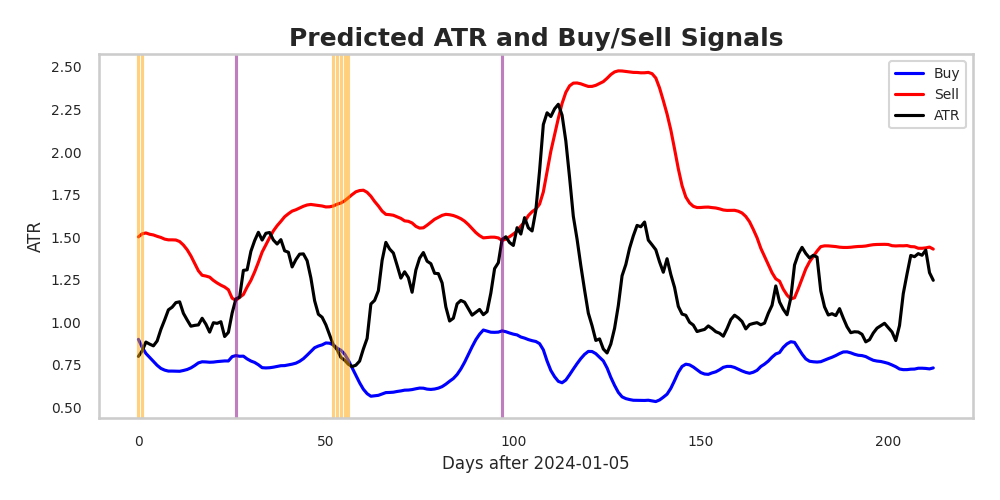 Predicted ATR and Buy/Sell Signals
2.50
2.25
2.00
1.75
1.50
1.25
1.00
0.75
0.50
ATR
Buy
Sell
ATR
0 50 100 150 200
Days after 2024-01-05